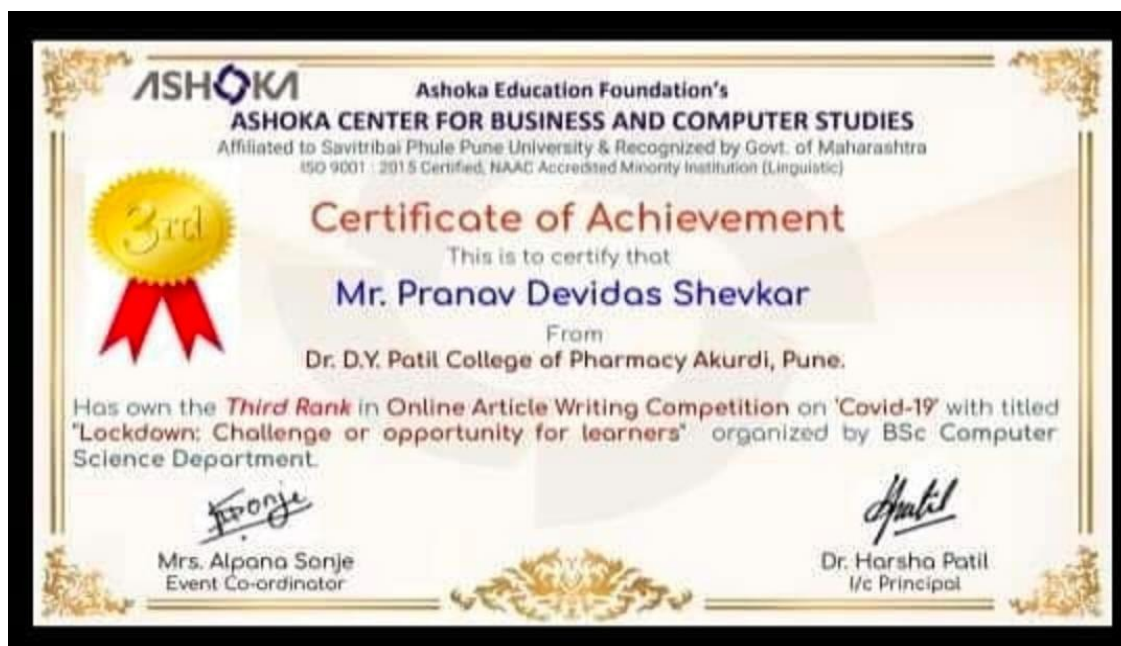 ASHOKA
Ashoka Education Foundation's
ASHOKA CENTER FOR BUSINESS AND COMPUTER STUDIES
Affiliated to Savitribai Phule Pune University & Recognized by Govt. of Maharashtra
ISO 9001 : 2015 Certified, NAAC Accredited Minority Institution (Linguistic)
3rd
Certificate of Achievement
This is to certify that
Mr. Pranav Devidas Shevkar
From
Dr. D.Y. Patil College of Pharmacy Akurdi, Pune.
Has own the Third Rank in Online Article Writing Competition on 'Covid-19' with titled
"Lockdown: Challenge or opportunity for learners" organized by BSc Computer
Science Department.
Mrs. Alpana Sonje
Event Co-ordinator
Dr. Harsha Patil
I/c Principal